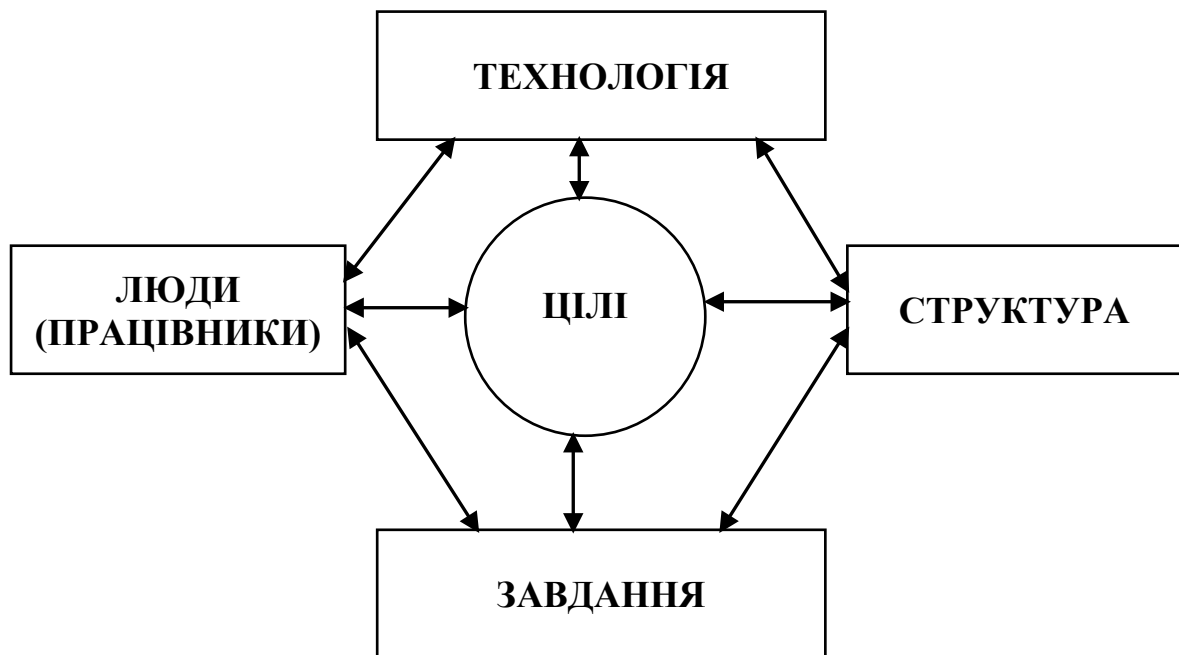 ТЕХНОЛОГІЯ
ЛЮДИ
(ПРАЦІВНИКИ)
ЦІЛІ
СТРУКТУРА
ЗАВДАННЯ